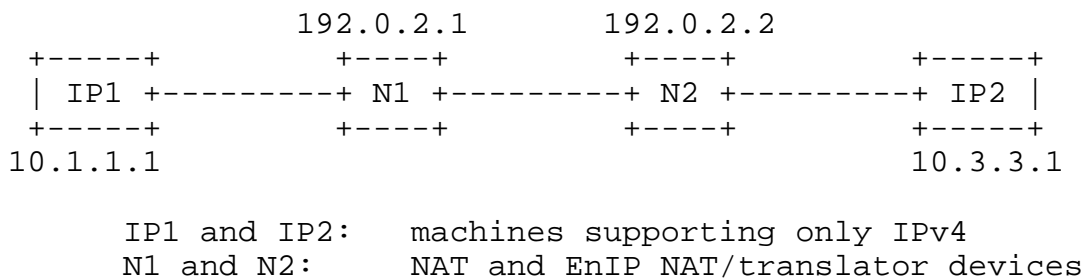 192.0.2.1 192.0.2.2
+-----+ +----+ +----+ +-----+
| IP1 +---------+ N1 +---------+ N2 +---------+ IP2 |
+-----+ +----+ +----+ +-----+
10.1.1.1 10.3.3.1
IP1 and IP2: machines supporting only IPv4
N1 and N2: NAT and EnIP NAT/translator devices